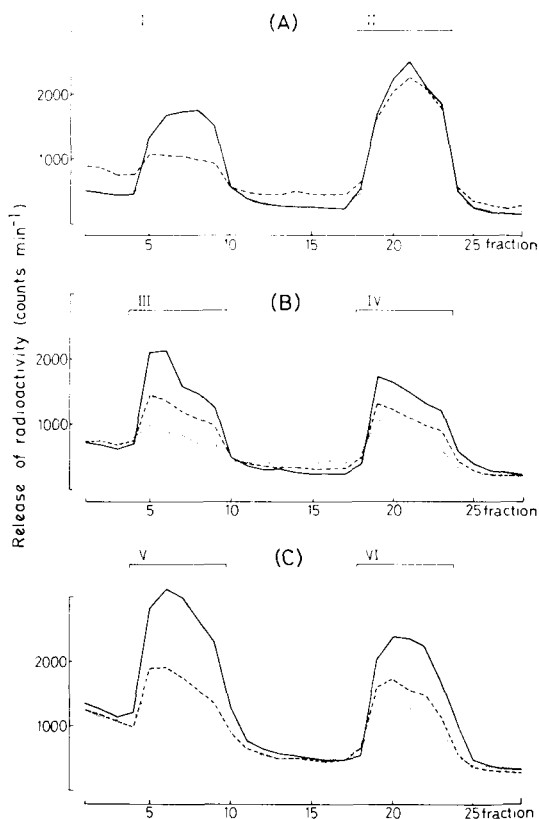 I (A) II
2000
1000
5 10 15 20 25 fraction
III (B) IV
2000
1000
5 10 15 20 25 fraction
V (C) VI
2000
1000
5 10 15 20 25 fraction
Release of radioactivity (counts min⁻¹)